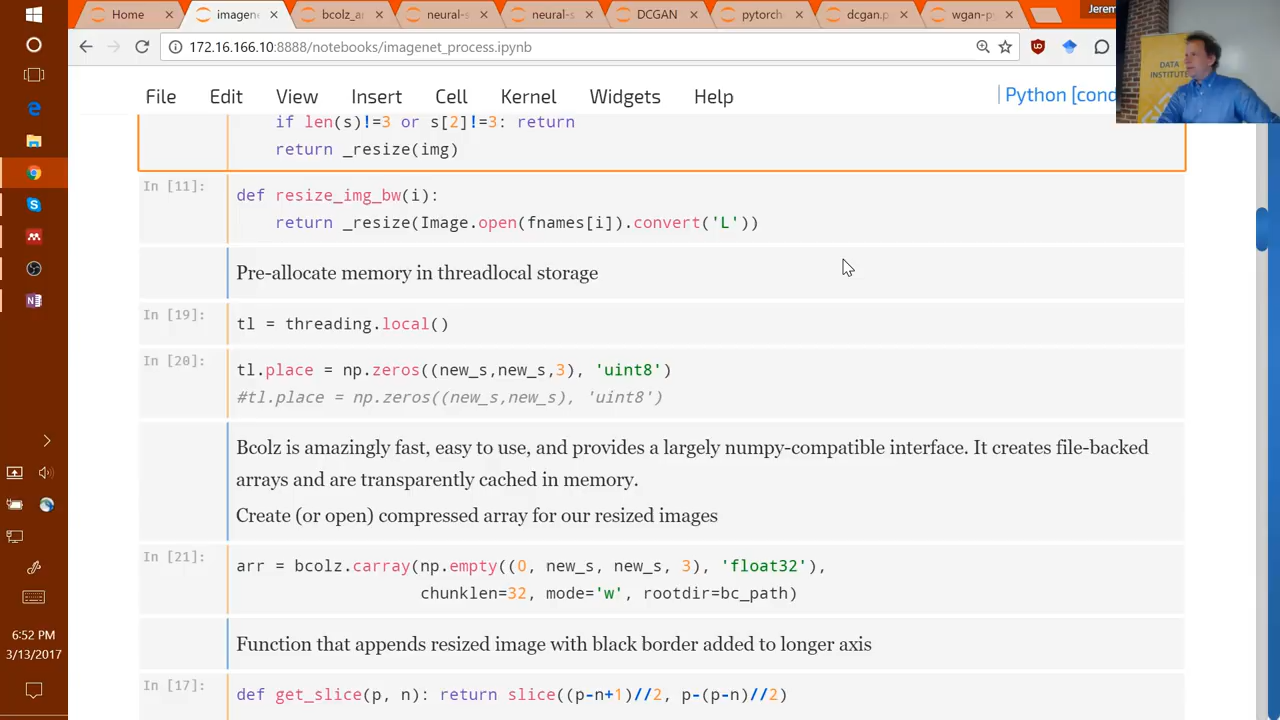 Home
imagene
bcolz_a
neural-s
neural-s
DCGAN
pytorch
dcgan.p
wgan-p
Jerem
172.16.166.10:8888/notebooks/imagenet_process.ipynb
File Edit View Insert Cell Kernel Widgets Help
Python [cond
DATA
INSTITUTE
if len(s)!=3 or s[2]!=3: return
return _resize(img)
In [11]:
def resize_img_bw(i):
return _resize(Image.open(fnames[i]).convert('L'))
Pre-allocate memory in threadlocal storage
In [19]:
tl = threading.local()
In [20]:
tl.place = np.zeros((new_s,new_s,3), 'uint8')
#tl.place = np.zeros((new_s,new_s), 'uint8')
Bcolz is amazingly fast, easy to use, and provides a largely numpy-compatible interface. It creates file-backed
arrays and are transparently cached in memory.
Create (or open) compressed array for our resized images
In [21]:
arr = bcolz.carray(np.empty((0, new_s, new_s, 3), 'float32'),
chunklen=32, mode='w', rootdir=bc_path)
Function that appends resized image with black border added to longer axis
In [17]:
def get_slice(p, n): return slice((p-n+1)//2, p-(p-n)//2)
6:52 PM
3/13/2017